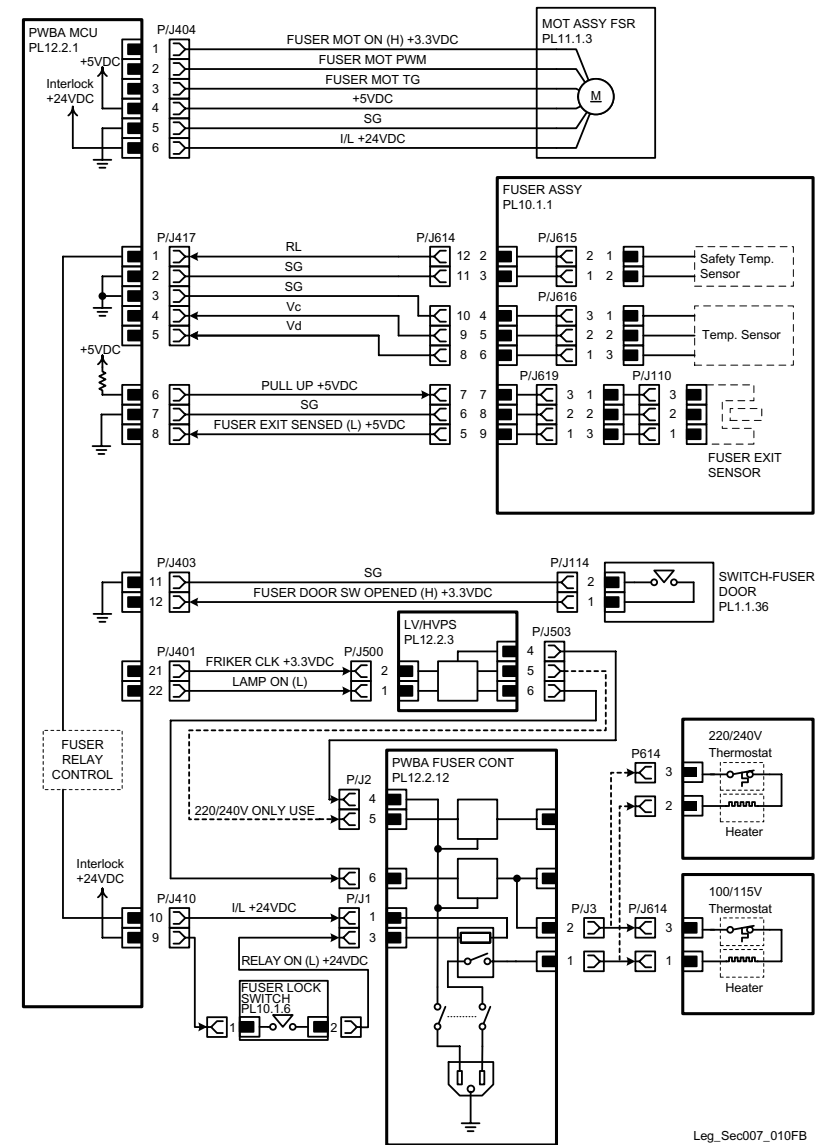 PWBA MCU
PL12.2.1
+5VDC
Interlock
+24VDC
P/J404
1 FUSER MOT ON (H) +3.3VDC
2 FUSER MOT PWM
3 FUSER MOT TG
4 +5VDC
5 SG
6 I/L +24VDC
MOT ASSY FSR
PL11.1.3
M
FUSER ASSY
PL10.1.1
P/J417
P/J614
P/J615
1 RL 12 2 2 1
2 SG 11 3 1 2
Safety Temp.
Sensor
P/J616
3 SG 10 4 3 1
4 Vc 9 5 2 2
5 Vd 8 6 1 3
Temp. Sensor
+5VDC
P/J619
P/J110
6 PULL UP +5VDC 7 7 3 1 3
7 SG 6 8 2 2 2
8 FUSER EXIT SENSED (L) +5VDC 5 9 1 3 1
FUSER EXIT
SENSOR
P/J403
P/J114
11 SG 2
12 FUSER DOOR SW OPENED (H) +3.3VDC 1
SWITCH-FUSER
DOOR
PL1.1.36
LV/HVPS
PL12.2.3
P/J401
P/J500
P/J503
21 FRIKER CLK +3.3VDC 2 4
22 LAMP ON (L) 1 5
6
FUSER
RELAY
CONTROL
PWBA FUSER CONT
PL12.2.12
P/J2
4
220/240V ONLY USE 5
6
P614
3
2
220/240V
Thermostat
Heater
Interlock
+24VDC
P/J410
P/J1
10 I/L +24VDC 1
9 3
RELAY ON (L) +24VDC
P/J3
P/J614
2 3
1 1
100/115V
Thermostat
Heater
FUSER LOCK
SWITCH
PL10.1.6
1 2
Leg_Sec007_010FB